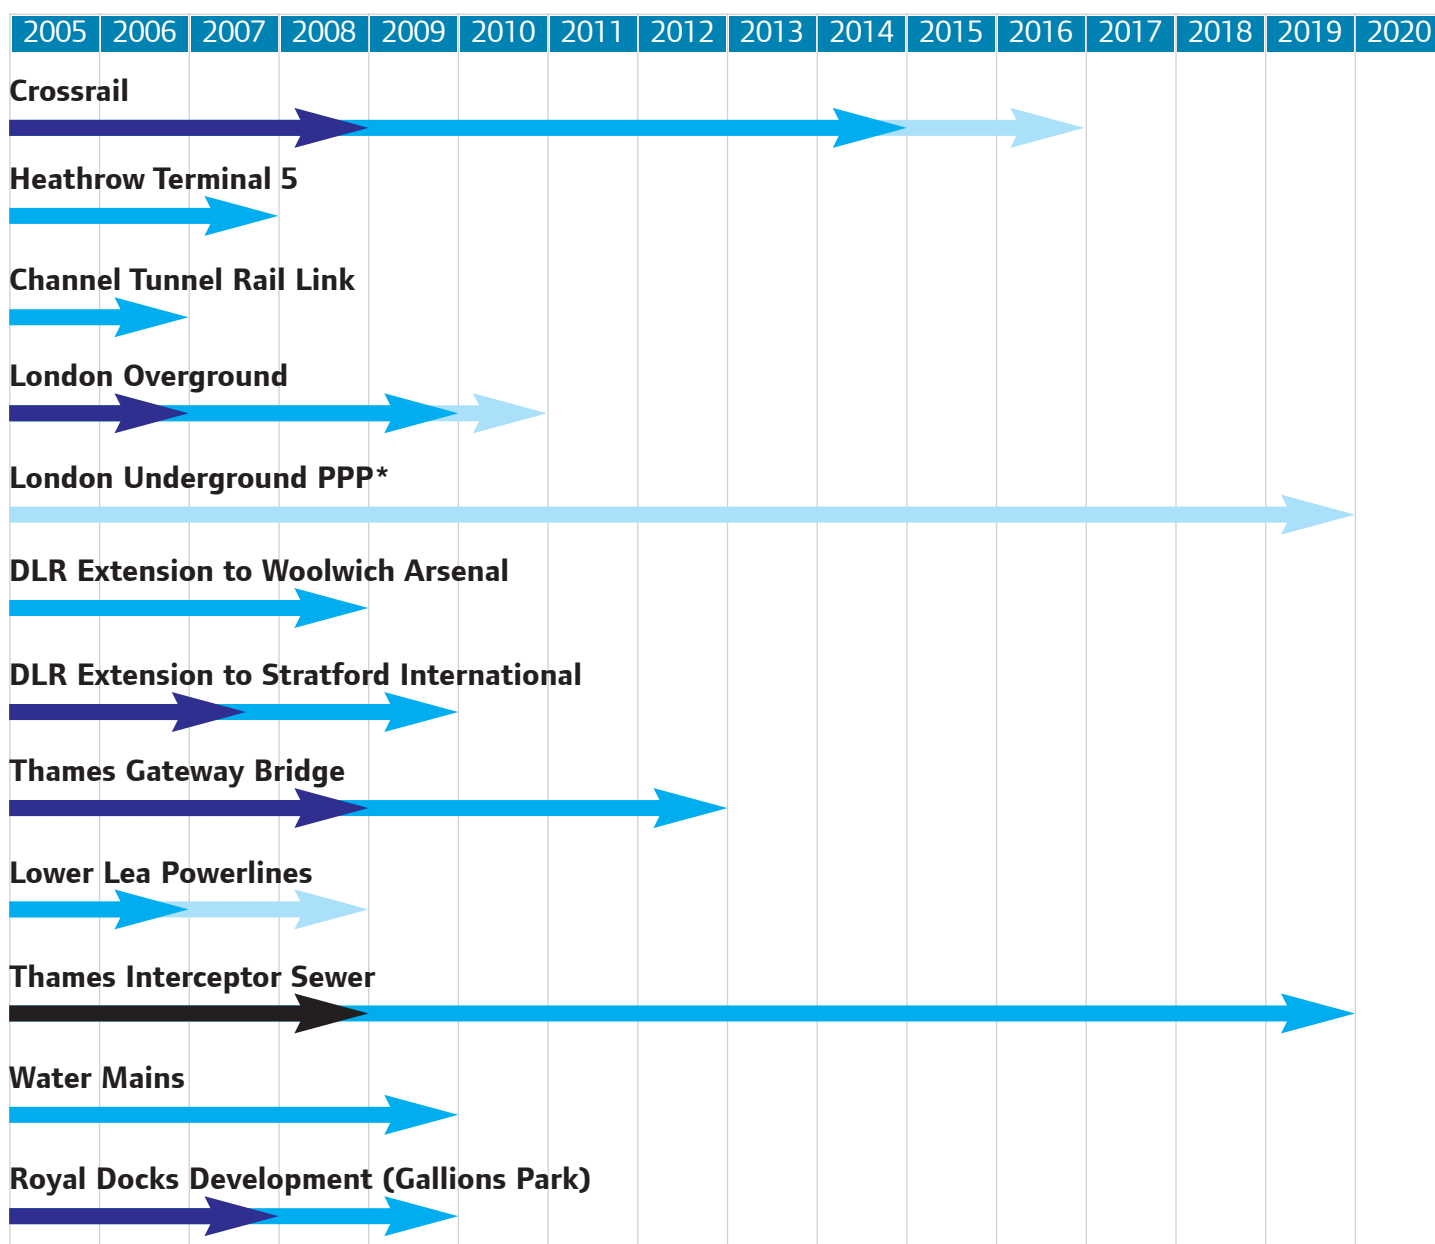 2005 2006 2007 2008 2009 2010 2011 2012 2013 2014 2015 2016 2017 2018 2019 2020
Crossrail
Heathrow Terminal 5
Channel Tunnel Rail Link
London Overground
London Underground PPP*
DLR Extension to Woolwich Arsenal
DLR Extension to Stratford International
Thames Gateway Bridge
Lower Lea Powerlines
Thames Interceptor Sewer
Water Mains
Royal Docks Development (Gallions Park)